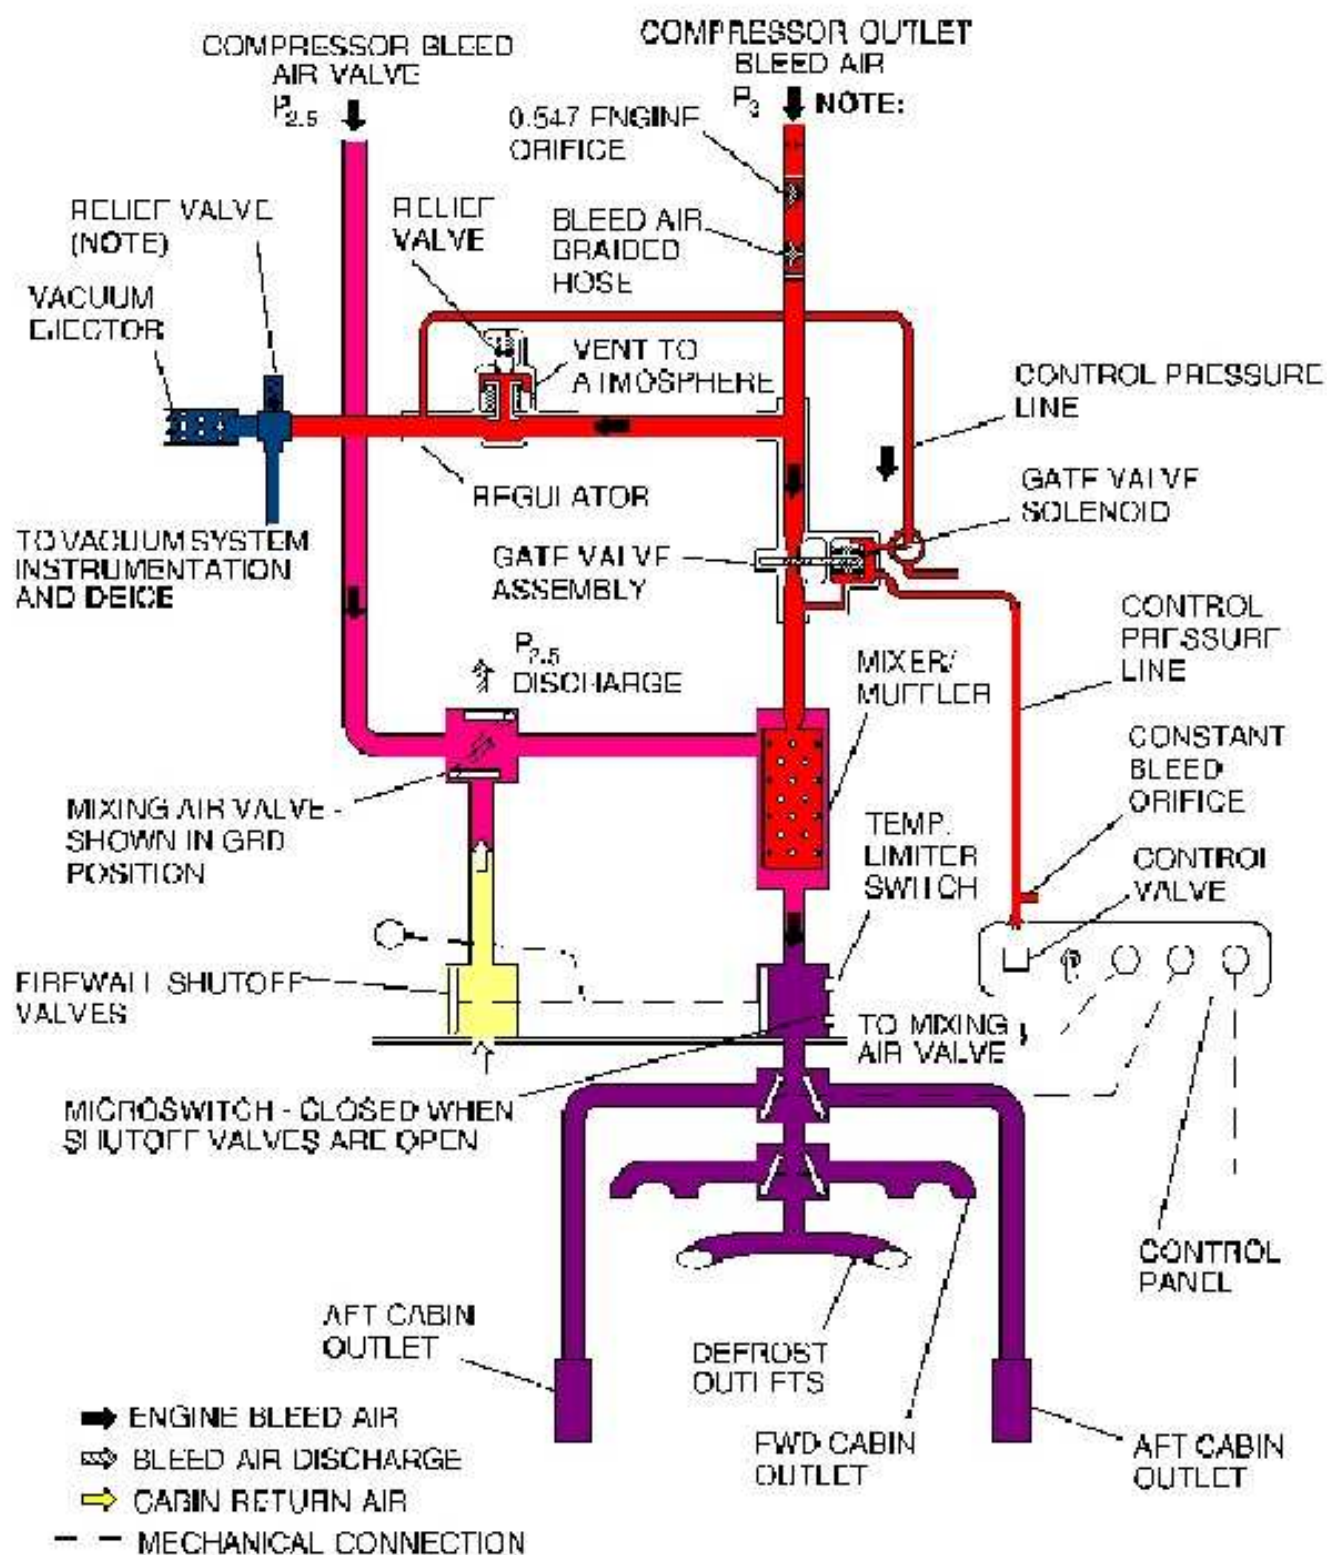 COMPRESSOR BLEED
AIR VALVE
P2.5
COMPRESSOR OUTLET
BLEED AIR
P3
NOTE:
0.547 ENGINE
ORIFICE
RELIEF VALVE
(NOTE)
RELIEF
VALVE
BLEED AIR
BRAIDED
HOSE
VACUUM
EJECTOR
VENT TO
ATMOSPHERE
CONTROL PRESSURE
LINE
REGULATOR
GATE VALVE
SOLENOID
TO VACUUM SYSTEM
INSTRUMENTATION
AND DEICE
GATE VALVE
ASSEMBLY
CONTROL
PRESSURE
LINE
P2.5
DISCHARGE
MIXER/
MUFFLER
CONSTANT
BLEED
ORIFICE
MIXING AIR VALVE -
SHOWN IN GRD
POSITION
TEMP.
LIMITER
SWITCH
CONTROL
VALVE
FIREWALL SHUTOFF
VALVES
TO MIXING
AIR VALVE
MICROSWITCH - CLOSED WHEN
SHUTOFF VALVES ARE OPEN
CONTROL
PANEL
AFT CABIN
OUTLET
DEFROST
OUTLETS
FWD CABIN
OUTLET
AFT CABIN
OUTLET
ENGINE BLEED AIR
BLEED AIR DISCHARGE
CABIN RETURN AIR
MECHANICAL CONNECTION